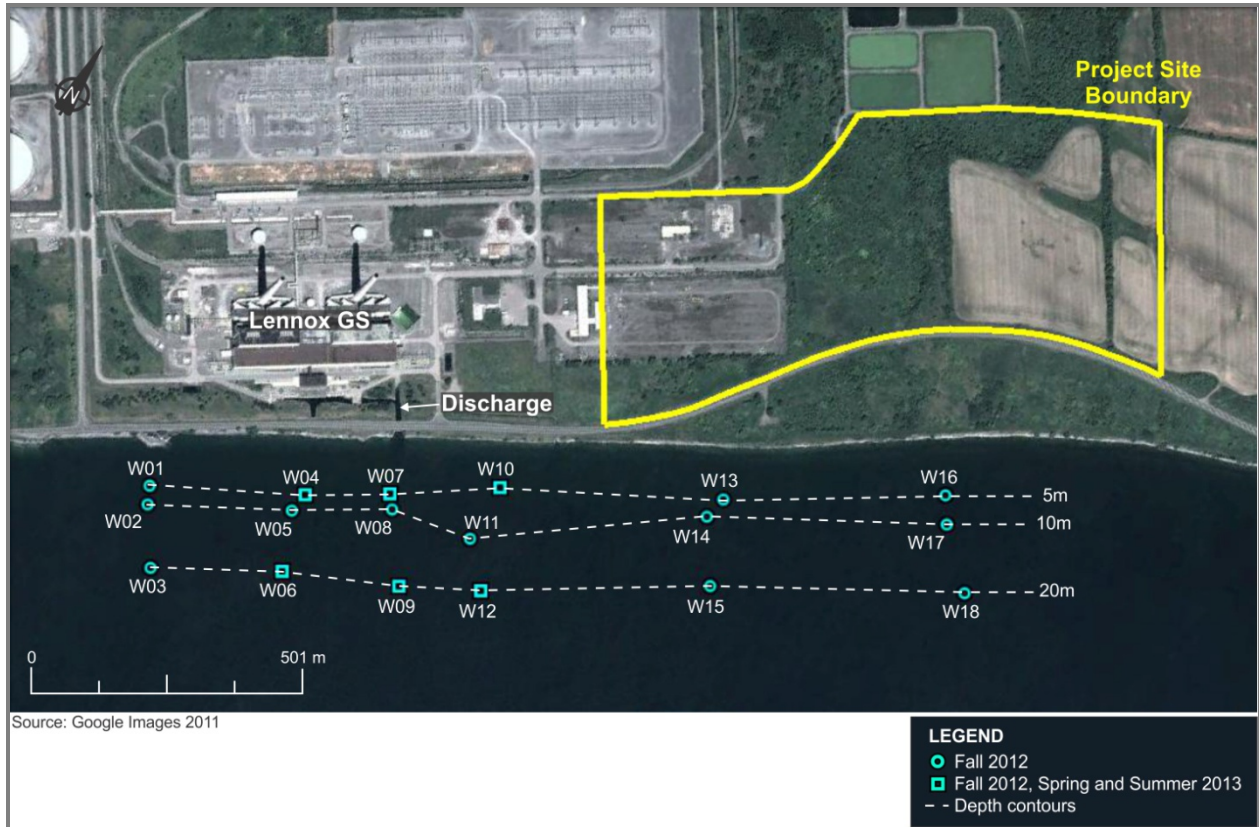 Project Site
Boundary
N
Lennox GS
Discharge
W01
W04
W07
W10
W13
W16
5m
W02
W05
W08
W11
W14
W17
10m
W03
W06
W09
W12
W15
W18
20m
0
501 m
Source: Google Images 2011
LEGEND
Fall 2012
Fall 2012, Spring and Summer 2013
Depth contours